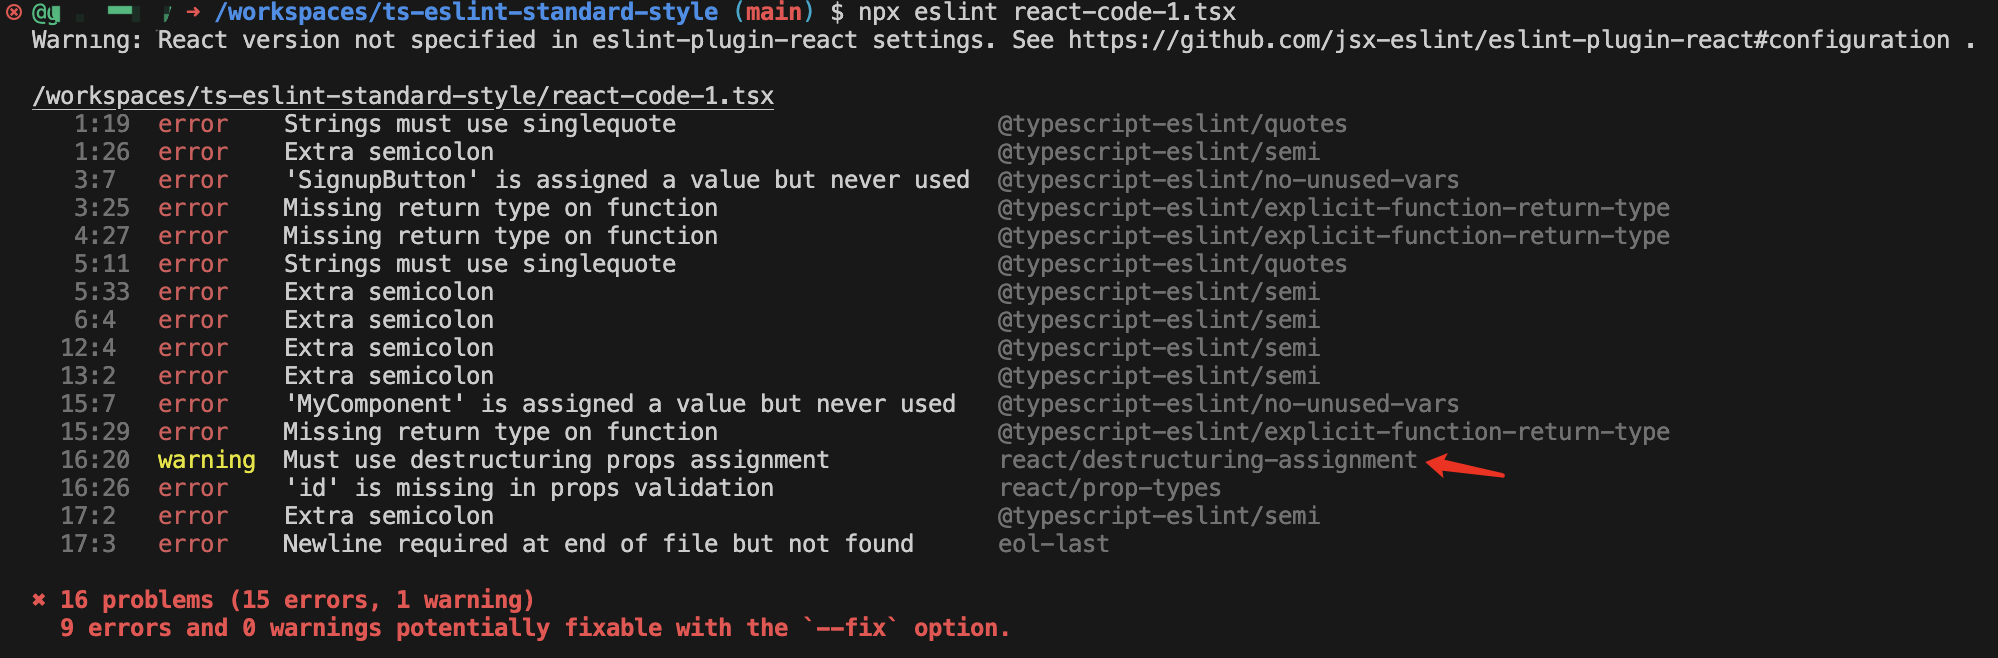 /workspaces/ts-eslint-standard-style (main) $ npx eslint react-code-1.tsx
Warning: React version not specified in eslint-plugin-react settings. See https://github.com/jsx-eslint/eslint-plugin-react#configuration .
/workspaces/ts-eslint-standard-style/react-code-1.tsx
1:19 error Strings must use singlequote @typescript-eslint/quotes
1:26 error Extra semicolon @typescript-eslint/semi
3:7 error 'SignupButton' is assigned a value but never used @typescript-eslint/no-unused-vars
3:25 error Missing return type on function @typescript-eslint/explicit-function-return-type
4:27 error Missing return type on function @typescript-eslint/explicit-function-return-type
5:11 error Strings must use singlequote @typescript-eslint/quotes
5:33 error Extra semicolon @typescript-eslint/semi
6:4 error Extra semicolon @typescript-eslint/semi
12:4 error Extra semicolon @typescript-eslint/semi
13:2 error Extra semicolon @typescript-eslint/semi
15:7 error 'MyComponent' is assigned a value but never used @typescript-eslint/no-unused-vars
15:29 error Missing return type on function @typescript-eslint/explicit-function-return-type
16:20 warning Must use destructuring props assignment react/destructuring-assignment
16:26 error 'id' is missing in props validation react/prop-types
17:2 error Extra semicolon @typescript-eslint/semi
17:3 error Newline required at end of file but not found eol-last
✖ 16 problems (15 errors, 1 warning)
9 errors and 0 warnings potentially fixable with the `--fix` option.